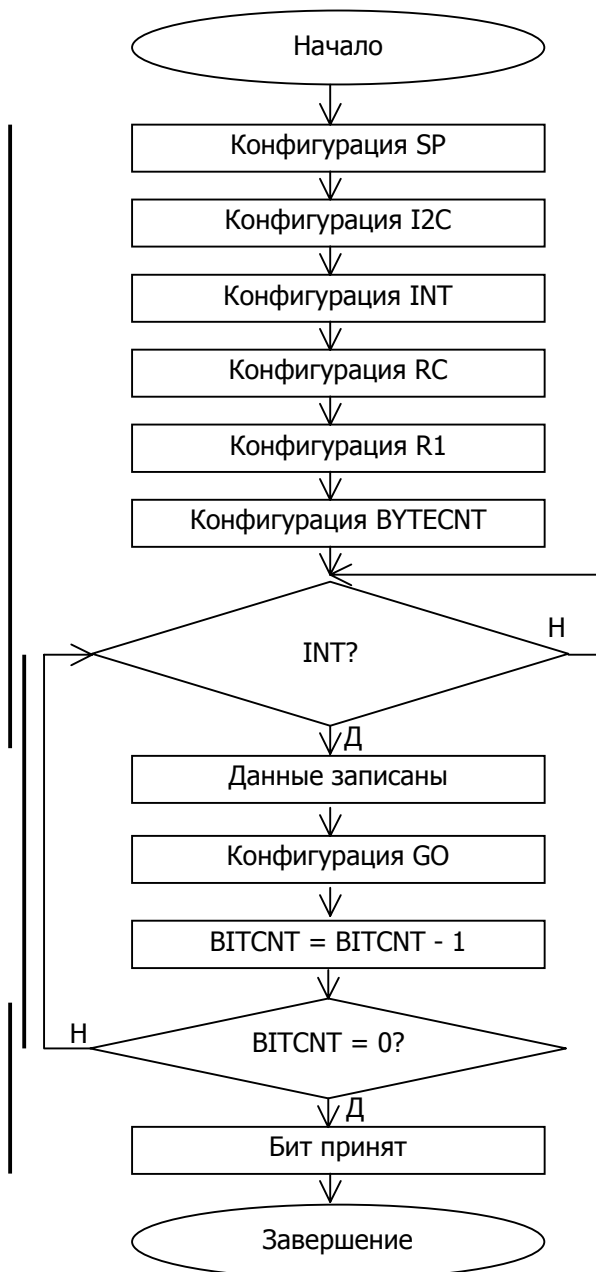 Начало
Конфигурация SP
Конфигурация I2C
Конфигурация INT
Конфигурация RC
Конфигурация R1
Конфигурация BYTECNT
INT?
Н
Д
Данные записаны
Конфигурация GO
BITCNT = BITCNT - 1
Н
BITCNT = 0?
Д
Бит принят
Завершение